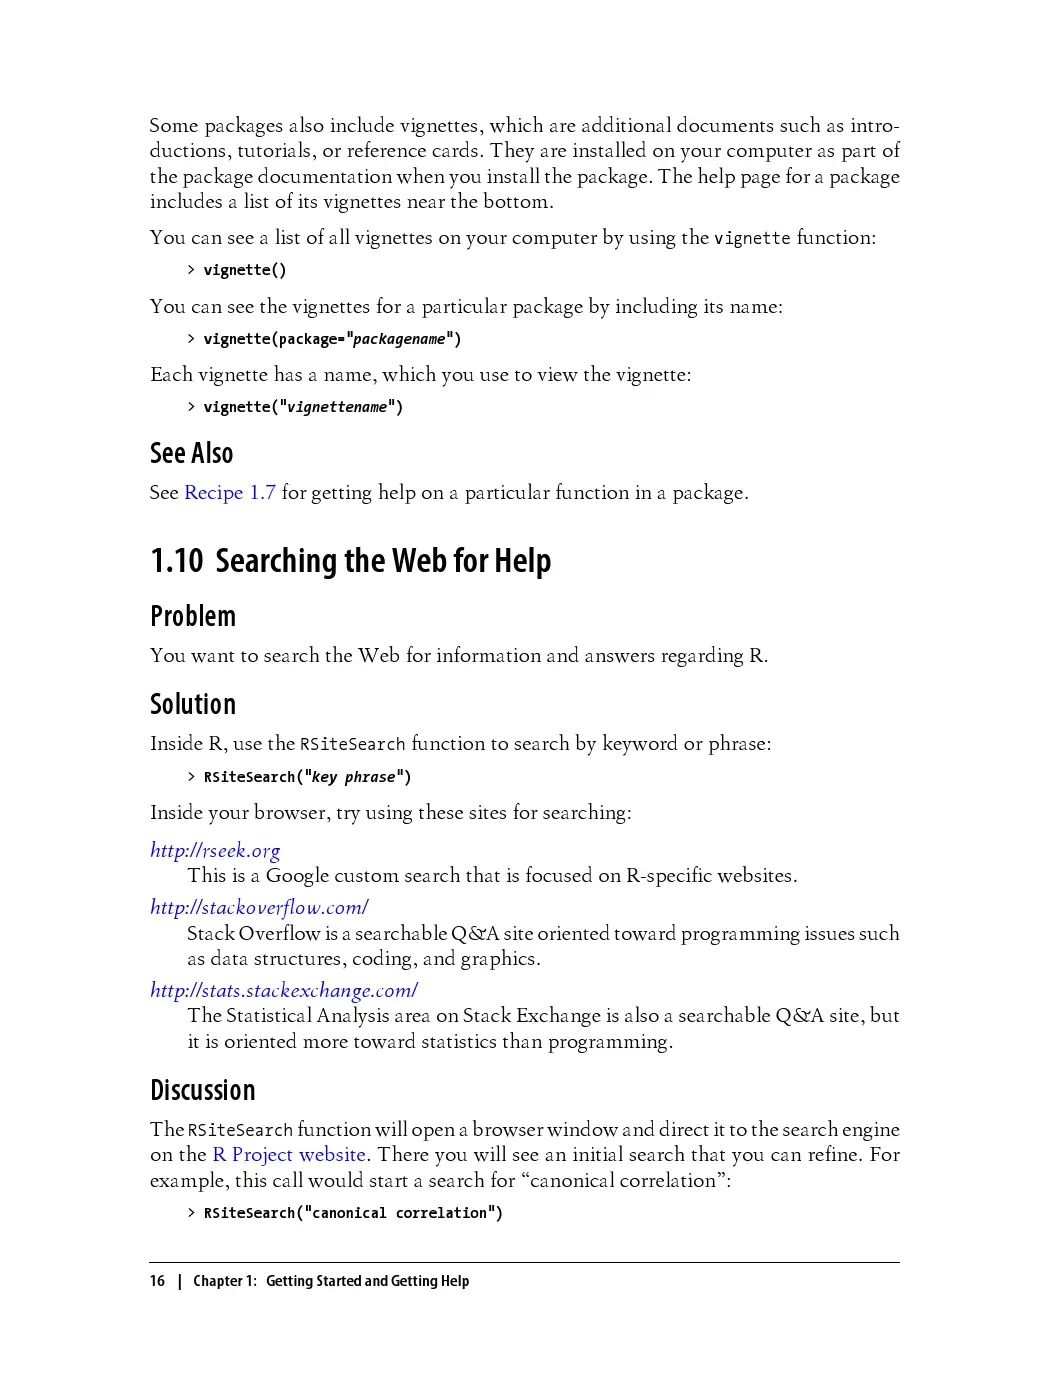 Some packages also include vignettes, which are additional documents such as intro-
ductions, tutorials, or reference cards. They are installed on your computer as part of
the package documentation when you install the package. The help page for a package
includes a list of its vignettes near the bottom.
You can see a list of all vignettes on your computer by using the vignette function:
> vignette()
You can see the vignettes for a particular package by including its name:
> vignette(package="packagename")
Each vignette has a name, which you use to view the vignette:
> vignette("vignettename")
See Also
See Recipe 1.7 for getting help on a particular function in a package.
1.10 Searching the Web for Help
Problem
You want to search the Web for information and answers regarding R.
Solution
Inside R, use the RSiteSearch function to search by keyword or phrase:
> RSiteSearch("key phrase")
Inside your browser, try using these sites for searching:
http://rseek.org
This is a Google custom search that is focused on R-specific websites.
http://stackoverflow.com/
Stack Overflow is a searchable Q&A site oriented toward programming issues such
as data structures, coding, and graphics.
http://stats.stackexchange.com/
The Statistical Analysis area on Stack Exchange is also a searchable Q&A site, but
it is oriented more toward statistics than programming.
Discussion
The RSiteSearch function will open a browser window and direct it to the search engine
on the R Project website. There you will see an initial search that you can refine. For
example, this call would start a search for “canonical correlation”:
> RSiteSearch("canonical correlation")
16 | Chapter 1: Getting Started and Getting Help